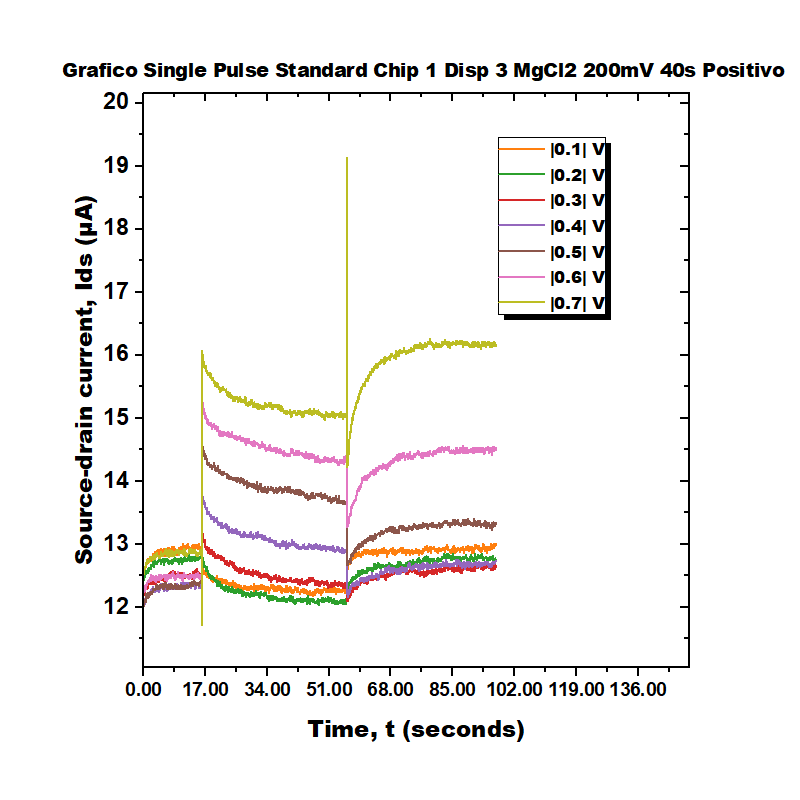 Grafico Single Pulse Standard Chip 1 Disp 3 MgCl2 200mV 40s Positivo
20
19
18
17
16
15
14
13
12
Source-drain current, Ids (µA)
|0.1| V
|0.2| V
|0.3| V
|0.4| V
|0.5| V
|0.6| V
|0.7| V
0.00 17.00 34.00 51.00 68.00 85.00 102.00 119.00 136.00
Time, t (seconds)